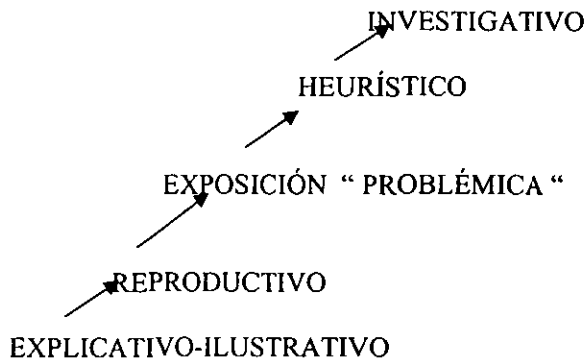 INVESTIGATIVO
HEURÍSTICO
EXPOSICIÓN “ PROBLÉMICA “
REPRODUCTIVO
EXPLICATIVO-ILUSTRATIVO